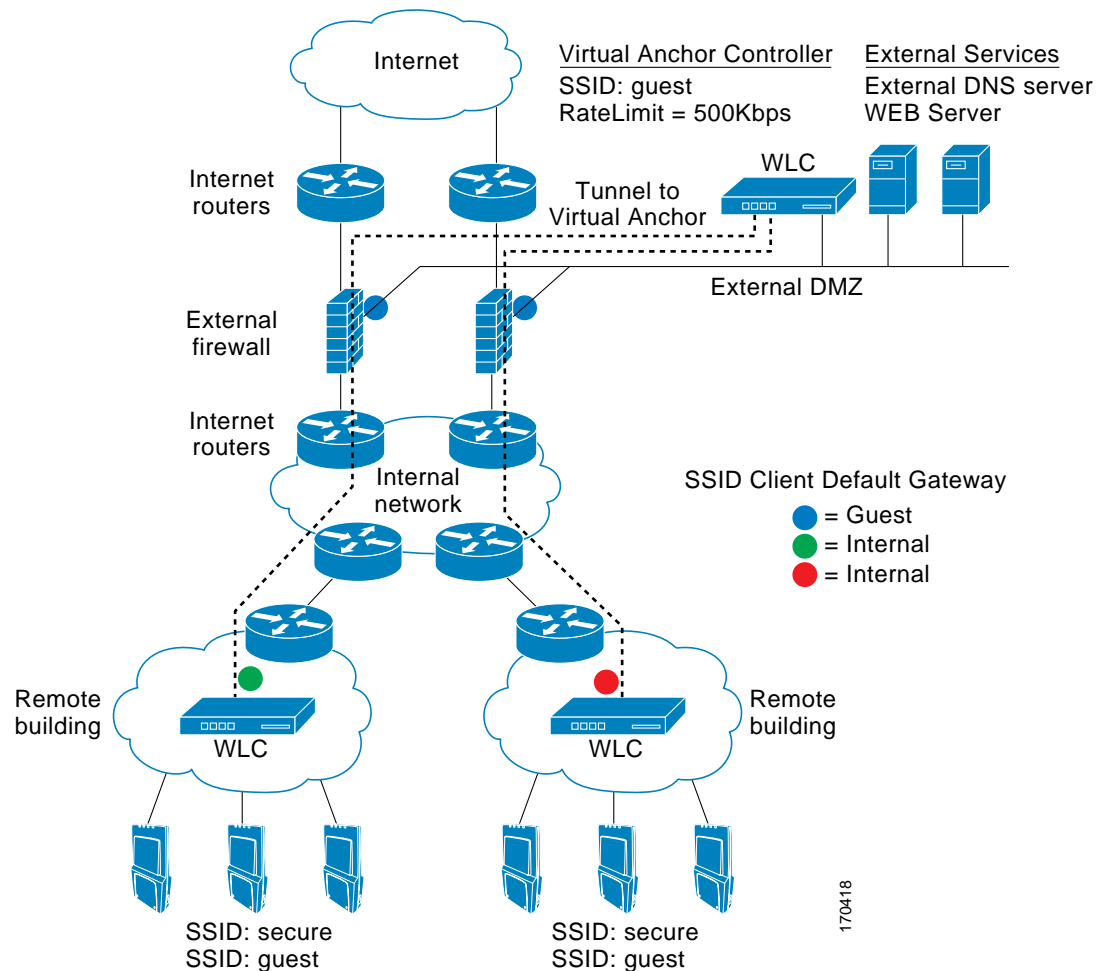 Internet
Virtual Anchor Controller
SSID: guest
RateLimit = 500Kbps
External Services
External DNS server
WEB Server
WLC
Internet
routers
Tunnel to
Virtual Anchor
External DMZ
External
firewall
Internet
routers
Internal
network
SSID Client Default Gateway
= Guest
= Internal
= Internal
Remote
building
WLC
WLC
Remote
building
SSID: secure
SSID: guest
SSID: secure
SSID: guest
170418